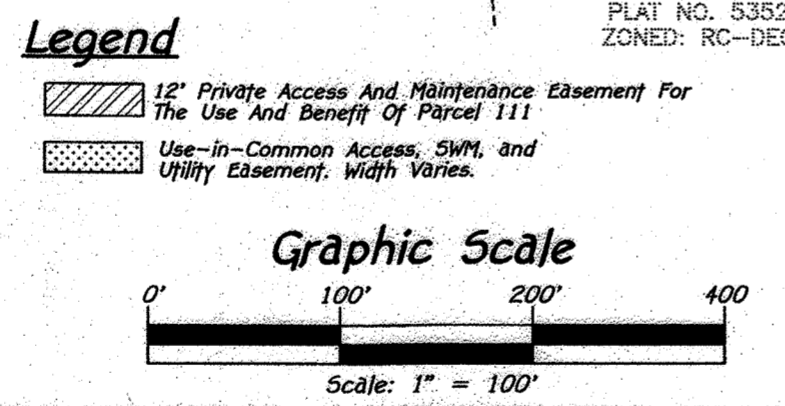 PLAT NO. 5352
ZONED: RC-DEO
Legend
12' Private Access And Maintenance Easement For
The Use And Benefit Of Parcel 111
Use-in-Common Access, SWM, and
Utility Easement. Width Varies.
Graphic Scale
0' 100' 200' 400
Scale: 1" = 100'